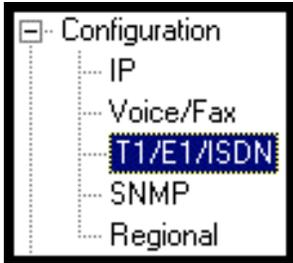 Configuration
IP
Voice/Fax
T1/E1/ISDN
SNMP
Regional